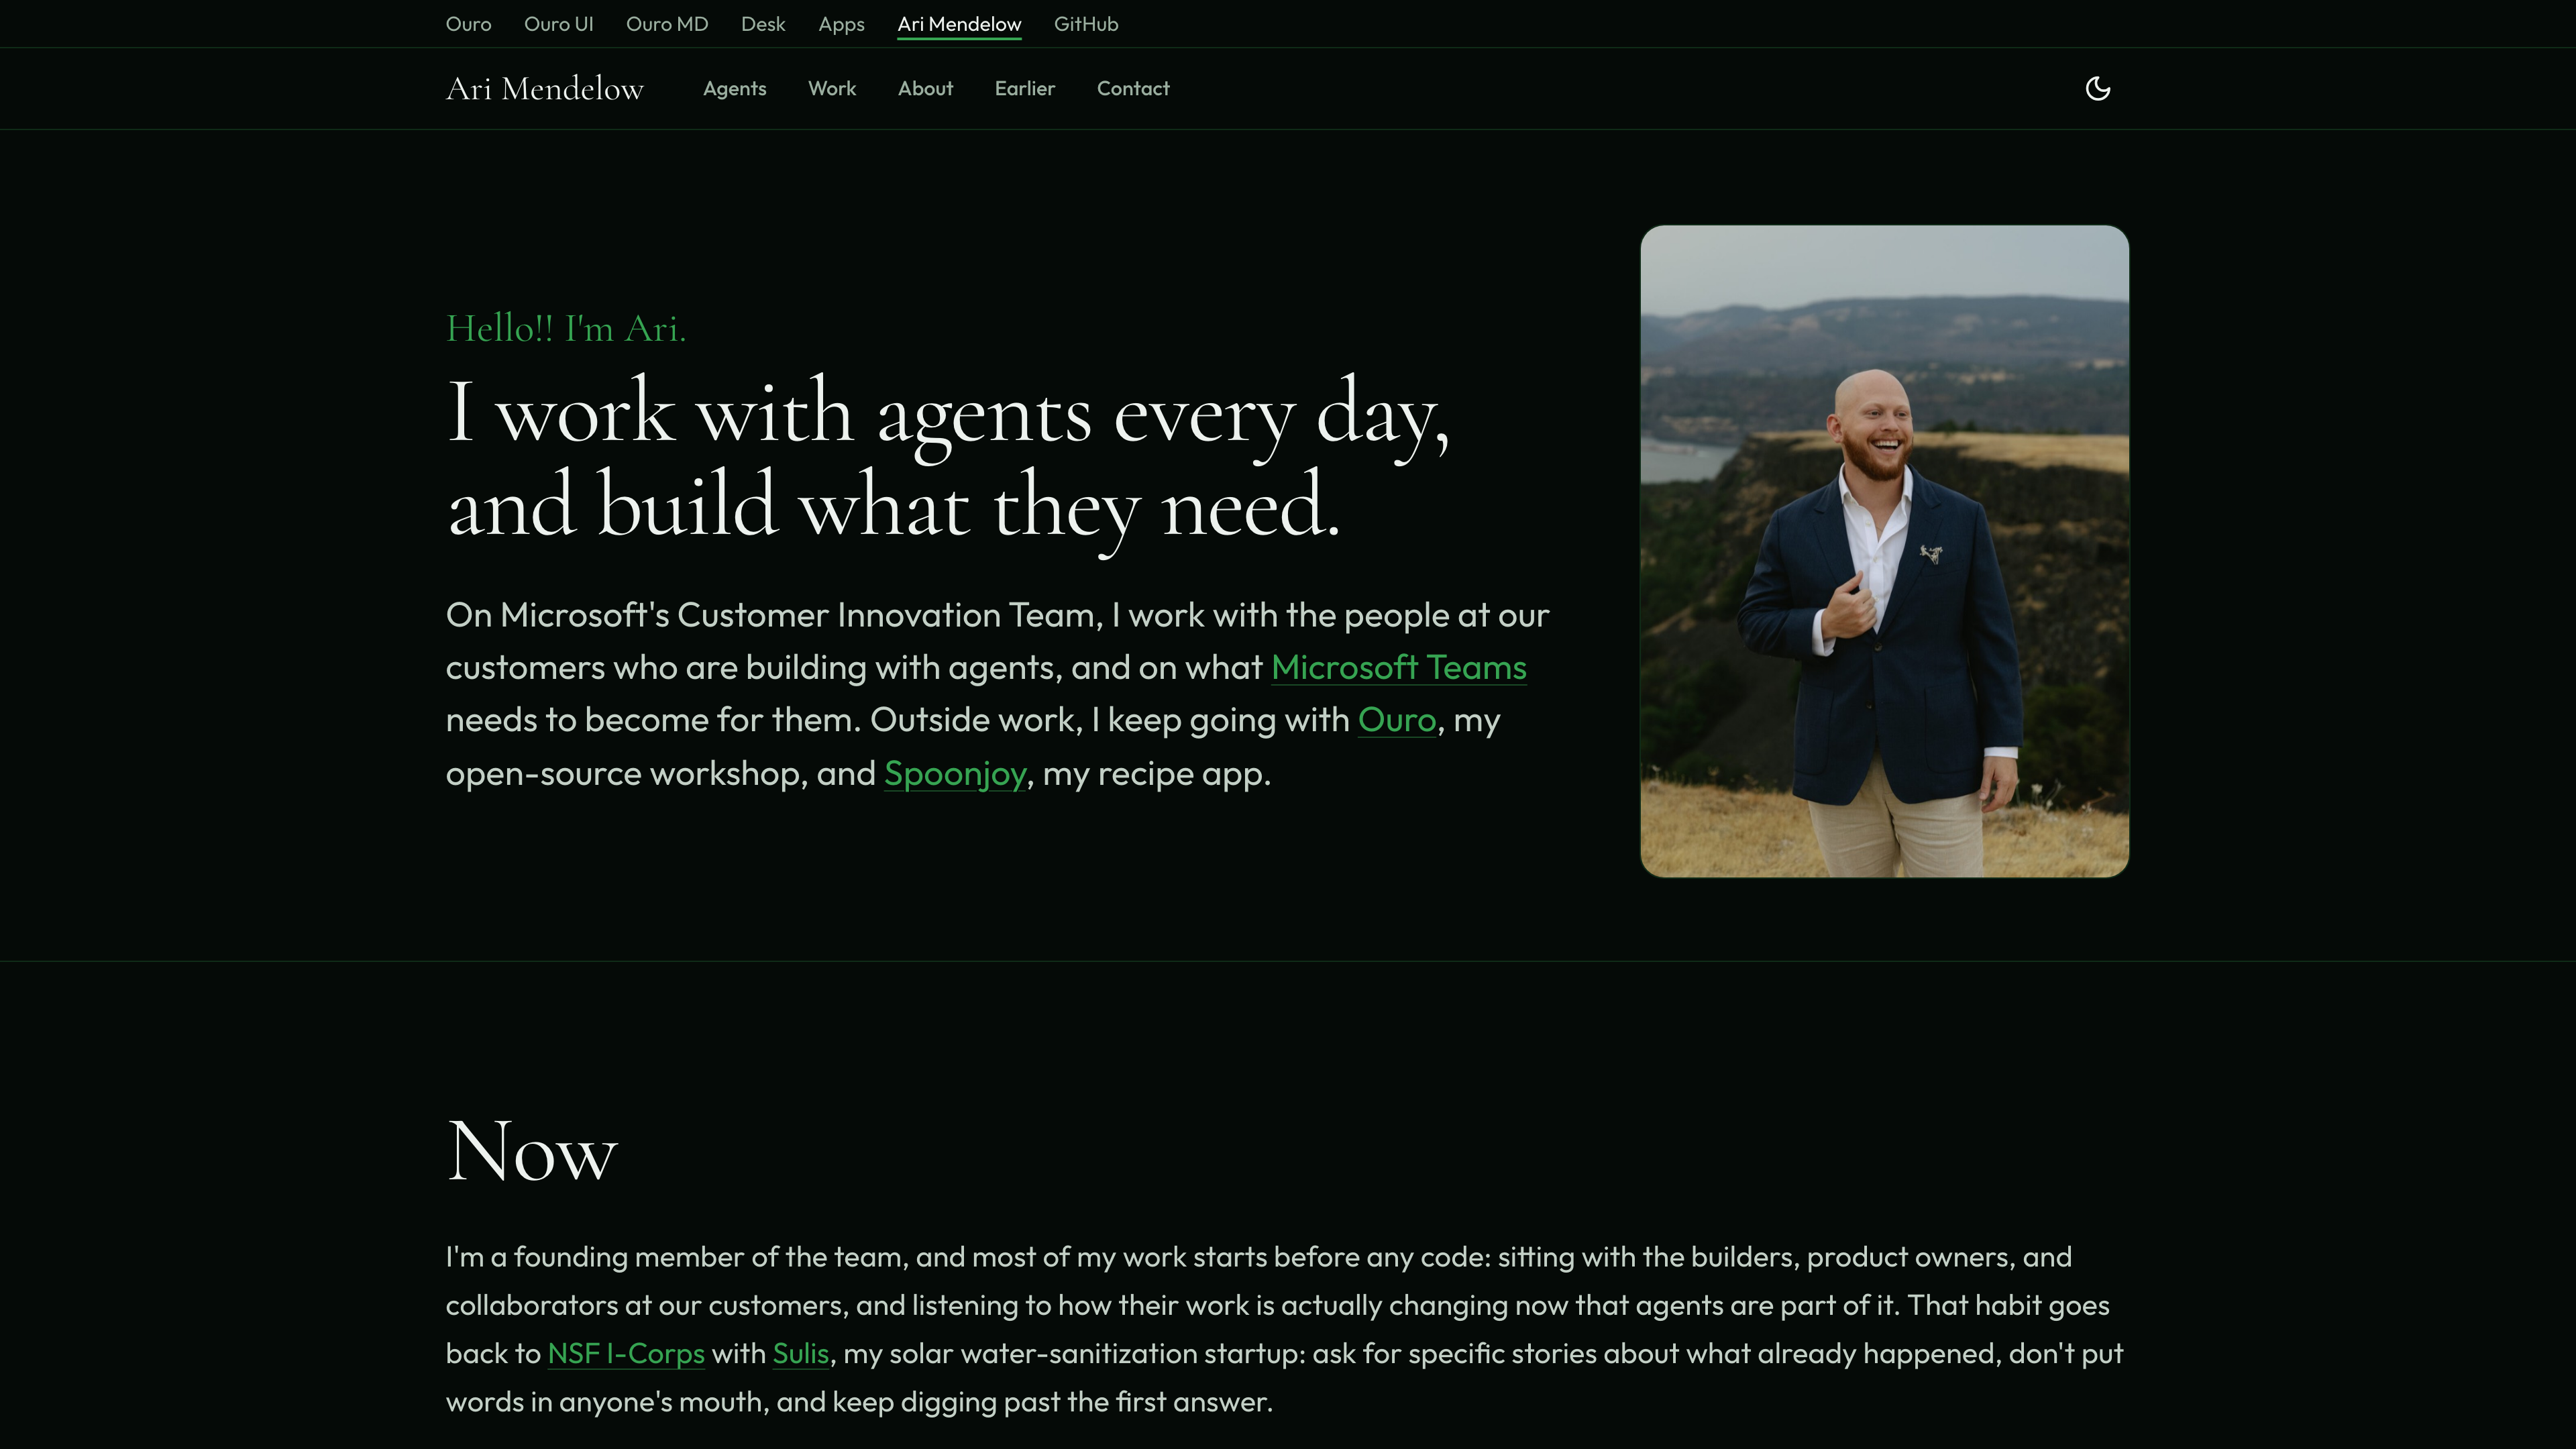 Ouro Ouro UI Ouro MD Desk Apps Ari Mendelow GitHub
Ari Mendelow Agents Work About Earlier Contact
Hello!! I'm Ari.
I work with agents every day,
and build what they need.
On Microsoft's Customer Innovation Team, I work with the people at our
customers who are building with agents, and on what Microsoft Teams
needs to become for them. Outside work, I keep going with Ouro, my
open-source workshop, and Spoonjoy, my recipe app.
Now
I'm a founding member of the team, and most of my work starts before any code: sitting with the builders, product owners, and
collaborators at our customers, and listening to how their work is actually changing now that agents are part of it. That habit goes
back to NSF I-Corps with Sulis, my solar water-sanitization startup: ask for specific stories about what already happened, don't put
words in anyone's mouth, and keep digging past the first answer.